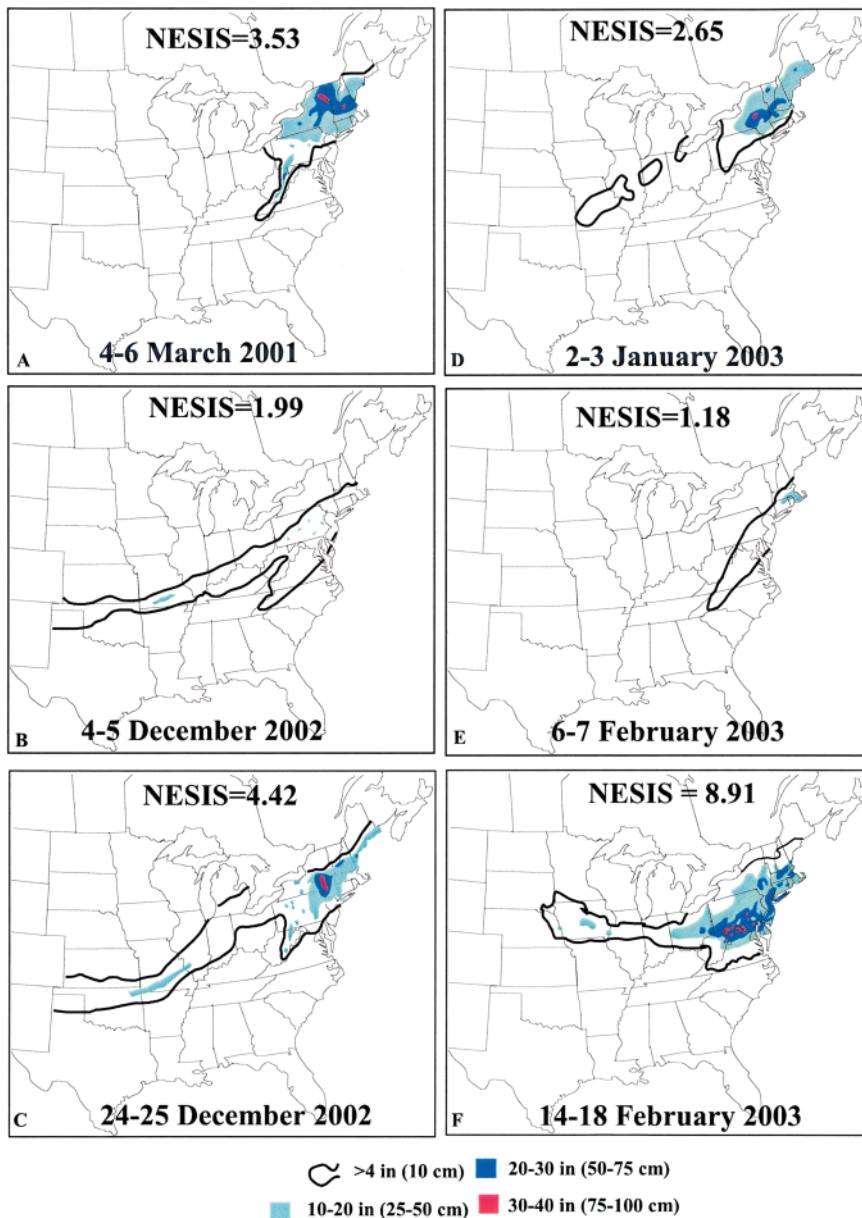 NESIS=3.53
A
4-6 March 2001
NESIS=2.65
D
2-3 January 2003
NESIS=1.99
B
4-5 December 2002
NESIS=1.18
E
6-7 February 2003
NESIS=4.42
C
24-25 December 2002
NESIS = 8.91
F
14-18 February 2003
>4 in (10 cm)
20-30 in (50-75 cm)
10-20 in (25-50 cm)
30-40 in (75-100 cm)